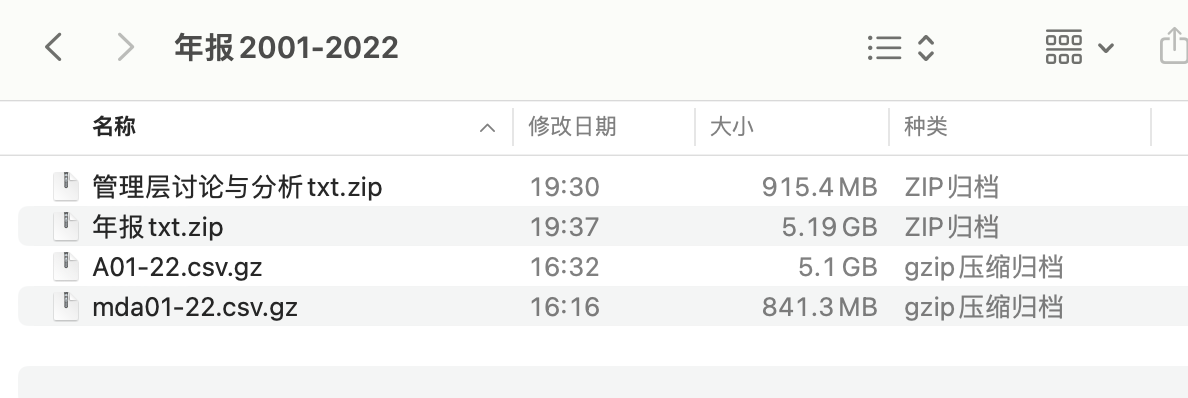 年报2001-2022
名称 修改日期 大小 种类
管理层讨论与分析txt.zip 19:30 915.4 MB ZIP归档
年报txt.zip 19:37 5.19 GB ZIP归档
A01-22.csv.gz 16:32 5.1 GB gzip压缩归档
mda01-22.csv.gz 16:16 841.3 MB gzip压缩归档